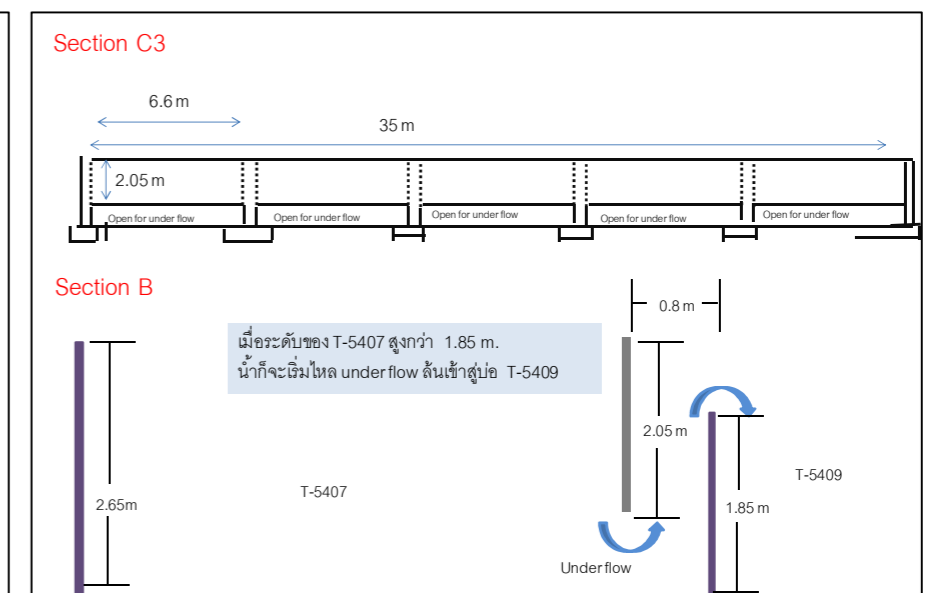 Section C3
6.6 m
35 m
2.05 m
Open for under flow
Open for under flow
Open for under flow
Open for under flow
Open for under flow
Section B
0.8 m
เมื่อระดับของ T-5407 สูงกว่า 1.85 m.
น้ำก็จะเริ่มไหล under flow ล้นเข้าสู่บ่อ T-5409
2.05 m
T-5409
T-5407
2.65m
1.85 m
Under flow